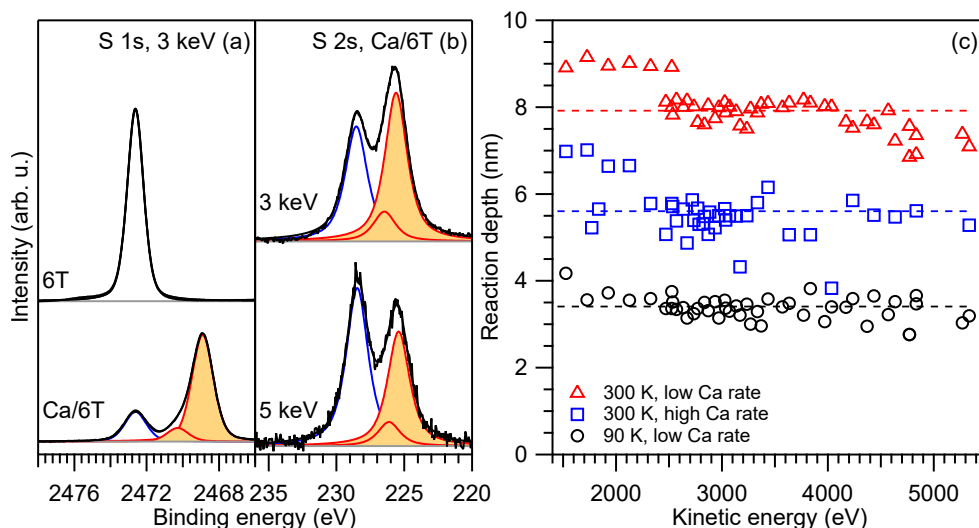 S 1s, 3 keV (a)
6T
Ca/6T
2476 2472 2468
S 2s, Ca/6T (b)
3 keV
5 keV
235 230 225 220
Binding energy (eV)
Intensity (arb. u.)
(c)
10
8
6
4
2
0
Reaction depth (nm)
300 K, low Ca rate
300 K, high Ca rate
90 K, low Ca rate
2000 3000 4000 5000
Kinetic energy (eV)